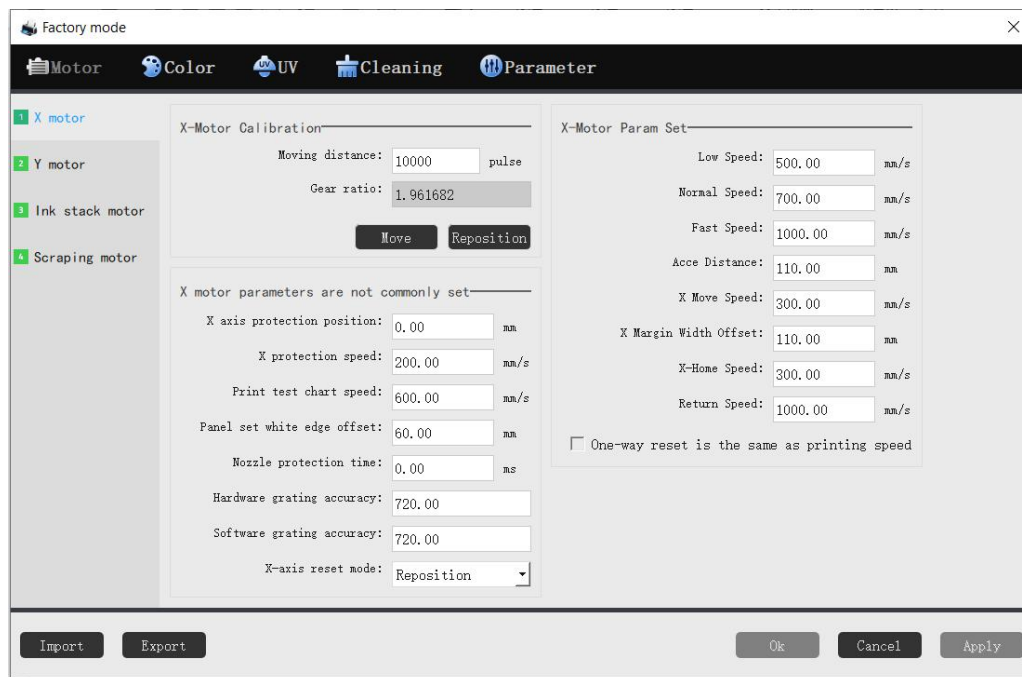 Factory mode
Motor Color UV Cleaning Parameter
1 X motor
2 Y motor
3 Ink stack motor
4 Scraping motor
X-Motor Calibration
Moving distance: 10000 pulse
Gear ratio: 1.961682
Move Reposition
X motor parameters are not commonly set
X axis protection position: 0.00 mm
X protection speed: 200.00 mm/s
Print test chart speed: 600.00 mm/s
Panel set white edge offset: 60.00 mm
Nozzle protection time: 0.00 ms
Hardware grating accuracy: 720.00
Software grating accuracy: 720.00
X-axis reset mode: Reposition
X-Motor Param Set
Low Speed: 500.00 mm/s
Normal Speed: 700.00 mm/s
Fast Speed: 1000.00 mm/s
Acce Distance: 110.00 mm
X Move Speed: 300.00 mm/s
X Margin Width Offset: 110.00 mm
X-Home Speed: 300.00 mm/s
Return Speed: 1000.00 mm/s
One-way reset is the same as printing speed
Import Export Ok Cancel Apply